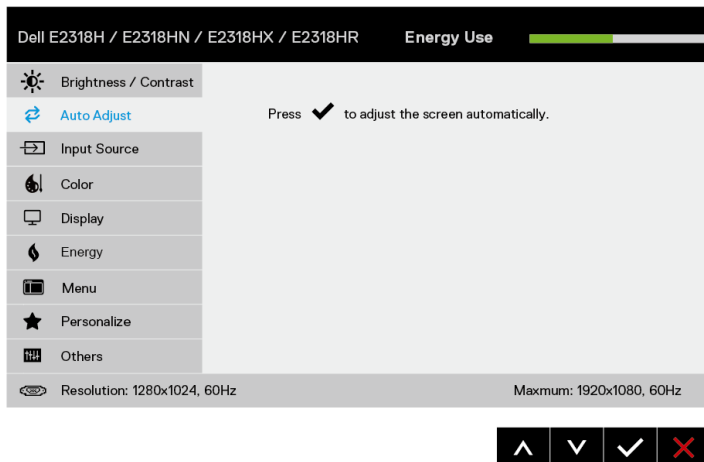 Dell E2318H / E2318HN / E2318HX / E2318HR Energy Use
Brightness / Contrast
Auto Adjust
Press ✔ to adjust the screen automatically.
Input Source
Color
Display
Energy
Menu
Personalize
Others
Resolution: 1280x1024, 60Hz Maxmum: 1920x1080, 60Hz